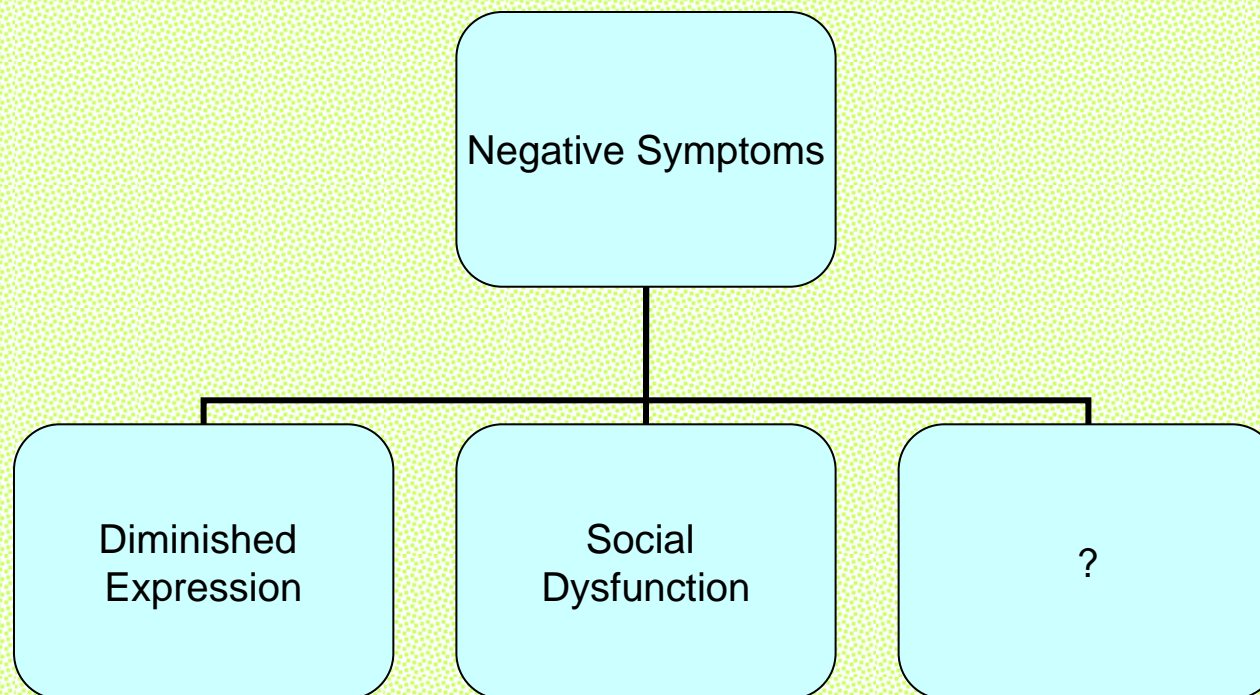 Negative Symptoms
Diminished
Expression
Social
Dysfunction
?